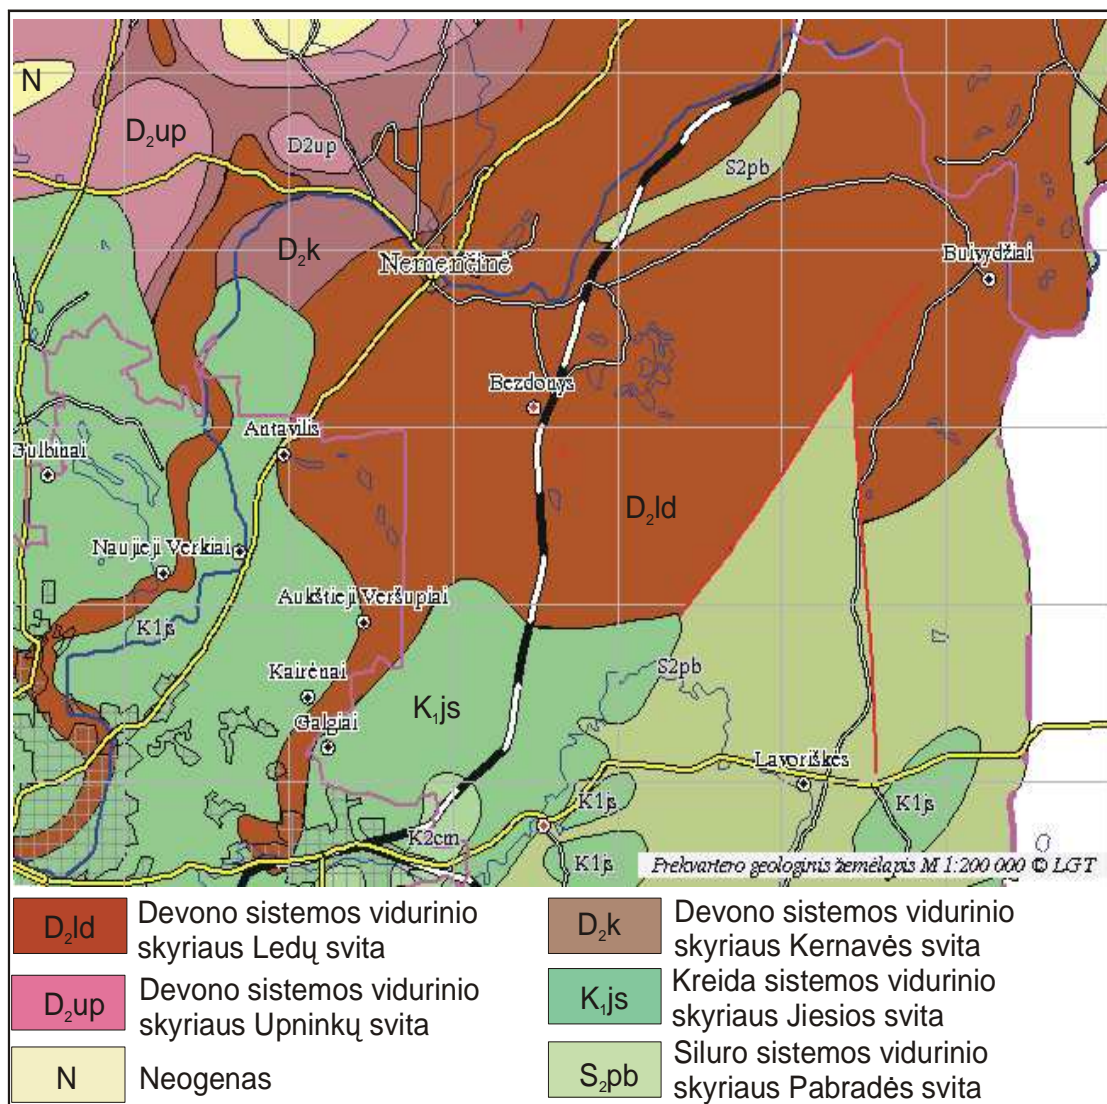 N
D₂up
D2up
S2pb
D₂k
Nemenčinė
Buivydžiai
Bezdonys
Antavilis
Gulbinai
D₂ld
Naujieji Verkiai
Aukštieji Veršupiai
K1js
Kairėnai
S2pb
K₁js
Galgiai
Lavoriškės
K1js
K1js
K2cm
K1js
Prekvartero geologinis žemėlapis M 1:200 000 © LGT
D₂ld
Devono sistemos vidurinio
skyriaus Ledų svita
D₂up
Devono sistemos vidurinio
skyriaus Upninkų svita
N
Neogenas
D₂k
Devono sistemos vidurinio
skyriaus Kernavės svita
K₁js
Kreida sistemos vidurinio
skyriaus Jiesios svita
S₂pb
Siluro sistemos vidurinio
skyriaus Pabradės svita